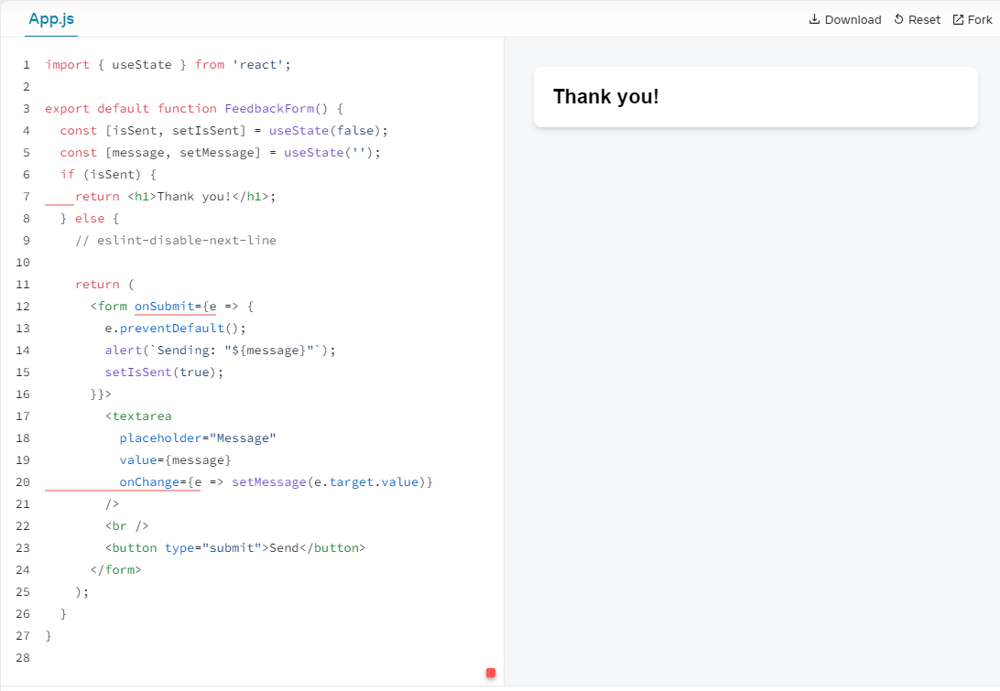 App.js
Download Reset Fork
1 import { useState } from 'react';
2
3 export default function FeedbackForm() {
4   const [isSent, setIsSent] = useState(false);
5   const [message, setMessage] = useState('');
6   if (isSent) {
7     return <h1>Thank you!</h1>;
8   } else {
9     // eslint-disable-next-line
10
11     return (
12       <form onSubmit={e => {
13         e.preventDefault();
14         alert(`Sending: "${message}"`);
15         setIsSent(true);
16       }}>
17         <textarea
18           placeholder="Message"
19           value={message}
20           onChange={e => setMessage(e.target.value)}
21         />
22         <br />
23         <button type="submit">Send</button>
24       </form>
25     );
26   }
27 }
28
Thank you!